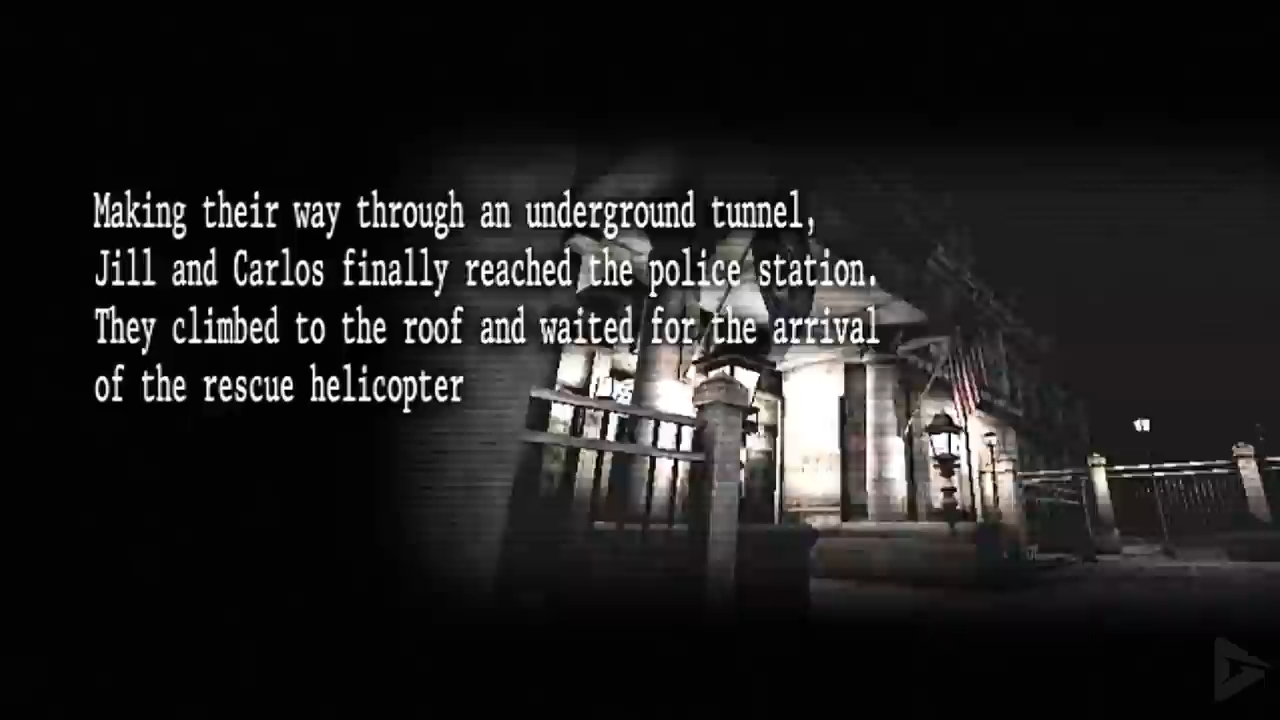 Making their way through an underground tunnel,
Jill and Carlos finally reached the police station.
They climbed to the roof and waited for the arrival
of the rescue helicopter